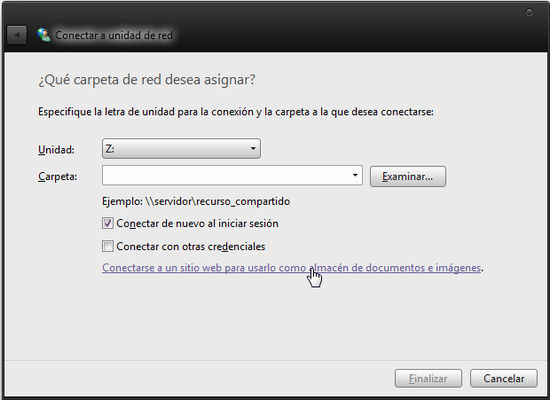 Conectar a unidad de red
¿Qué carpeta de red desea asignar?
Especifique la letra de unidad para la conexión y la carpeta a la que desea conectarse:
Unidad: Z:
Carpeta: Examinar...
Ejemplo: \\servidor\recurso_compartido
Conectar de nuevo al iniciar sesión
Conectar con otras credenciales
Conectarse a un sitio web para usarlo como almacén de documentos e imágenes.
Finalizar Cancelar